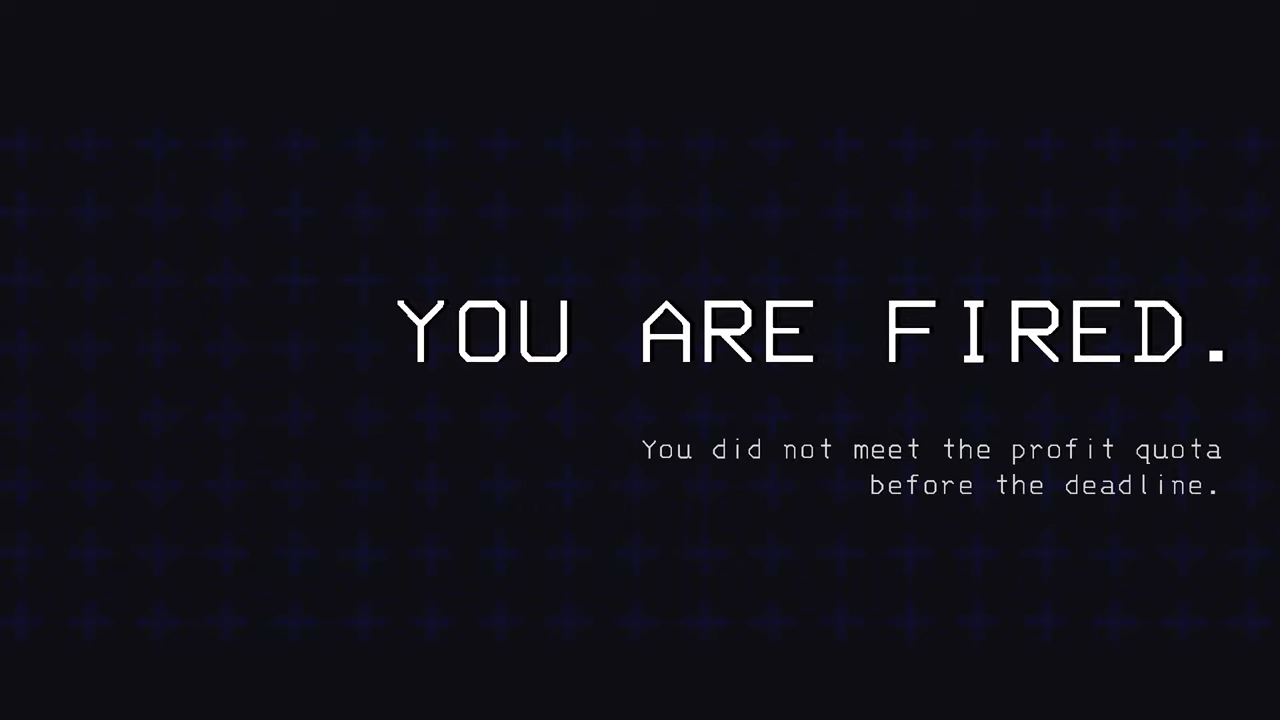 YOU ARE FIRED.
You did not meet the profit quota
before the deadline.